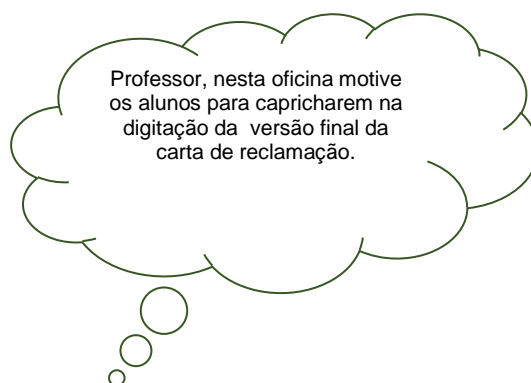 Professor, nesta oficina motive
os alunos para capricharem na
digitação da  versão final da
carta de reclamação.